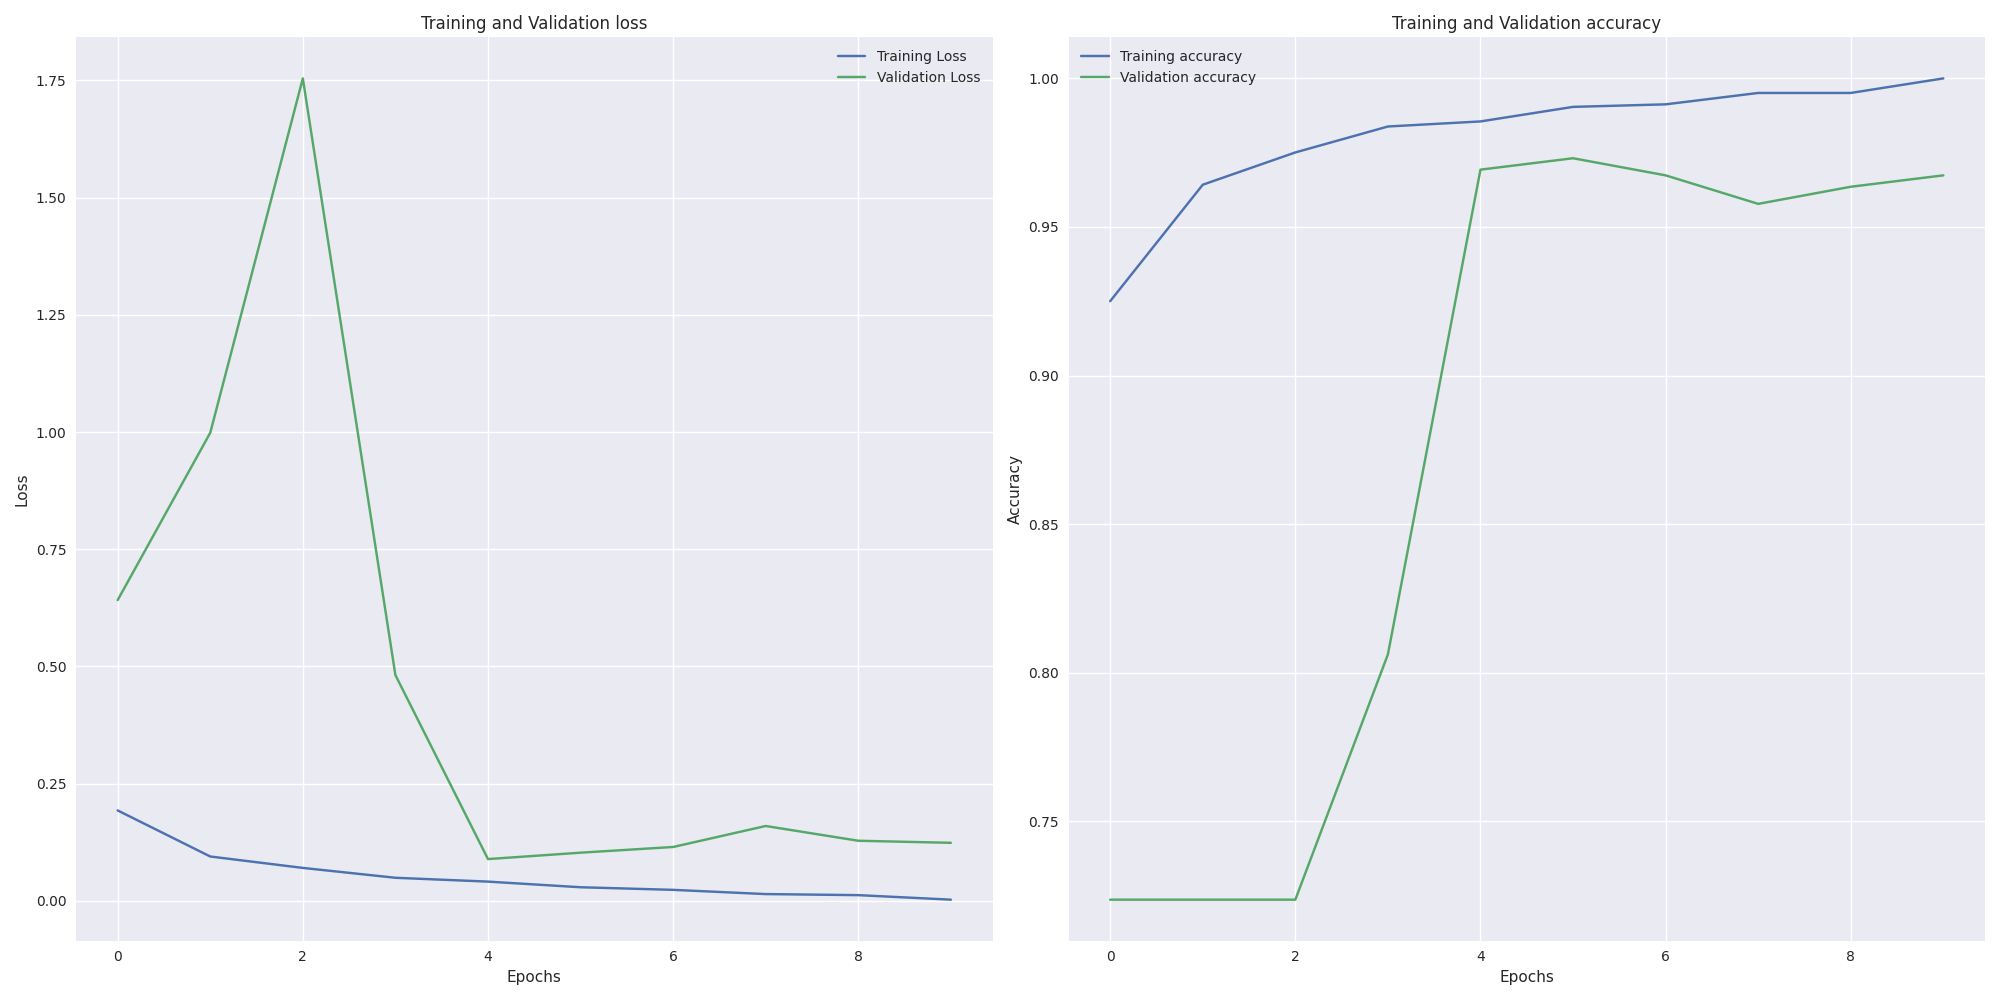 Training and Validation loss
Training Loss
Validation Loss
1.75
1.50
1.25
1.00
0.75
0.50
0.25
0.00
Loss
0
2
4
6
8
Epochs
Training and Validation accuracy
Training accuracy
Validation accuracy
1.00
0.95
0.90
0.85
0.80
0.75
Accuracy
0
2
4
6
8
Epochs